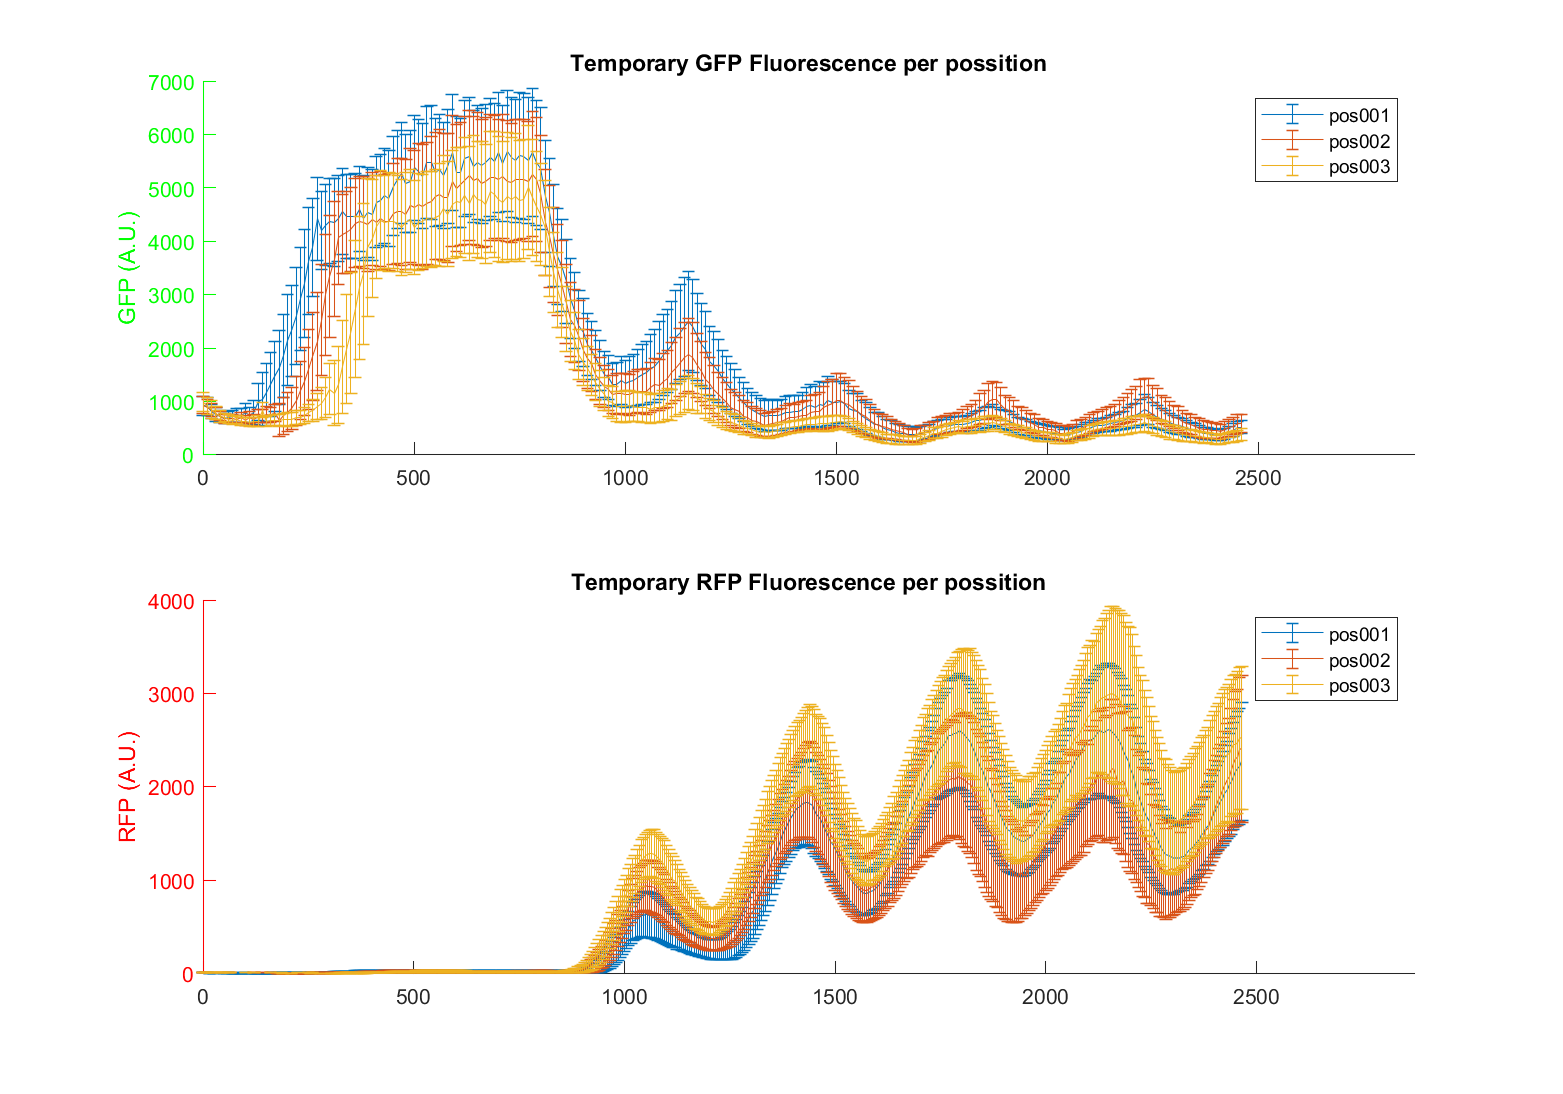 Temporary GFP Fluorescence per possition
7000
6000
5000
4000
3000
2000
1000
0
GFP (A.U.)
0 500 1000 1500 2000 2500
pos001
pos002
pos003
Temporary RFP Fluorescence per possition
4000
3000
2000
1000
0
RFP (A.U.)
0 500 1000 1500 2000 2500
pos001
pos002
pos003